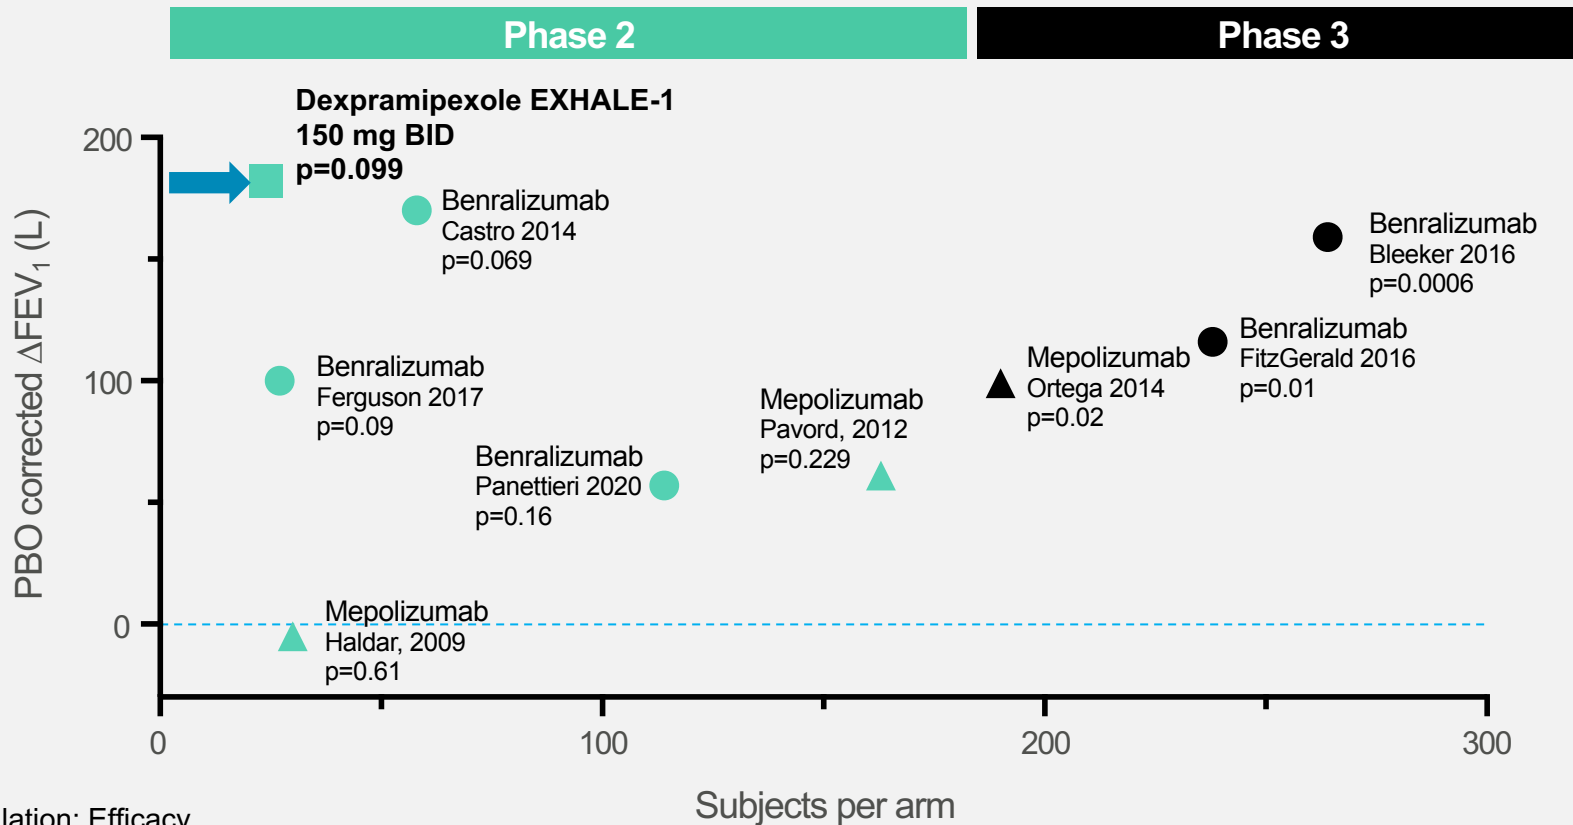 Phase 2
Phase 3
Dexpramipexole EXHALE-1
150 mg BID
p=0.099
Benralizumab
Castro 2014
p=0.069
Benralizumab
Bleeker 2016
p=0.0006
Benralizumab
FitzGerald 2016
p=0.01
Mepolizumab
Ortega 2014
p=0.02
Benralizumab
Ferguson 2017
p=0.09
Mepolizumab
Pavord, 2012
p=0.229
Benralizumab
Panettieri 2020
p=0.16
Mepolizumab
Haldar, 2009
p=0.61
PBO corrected ΔFEV₁ (L)
200
100
0
0
100
200
300
Subjects per arm
lation: Efficacy